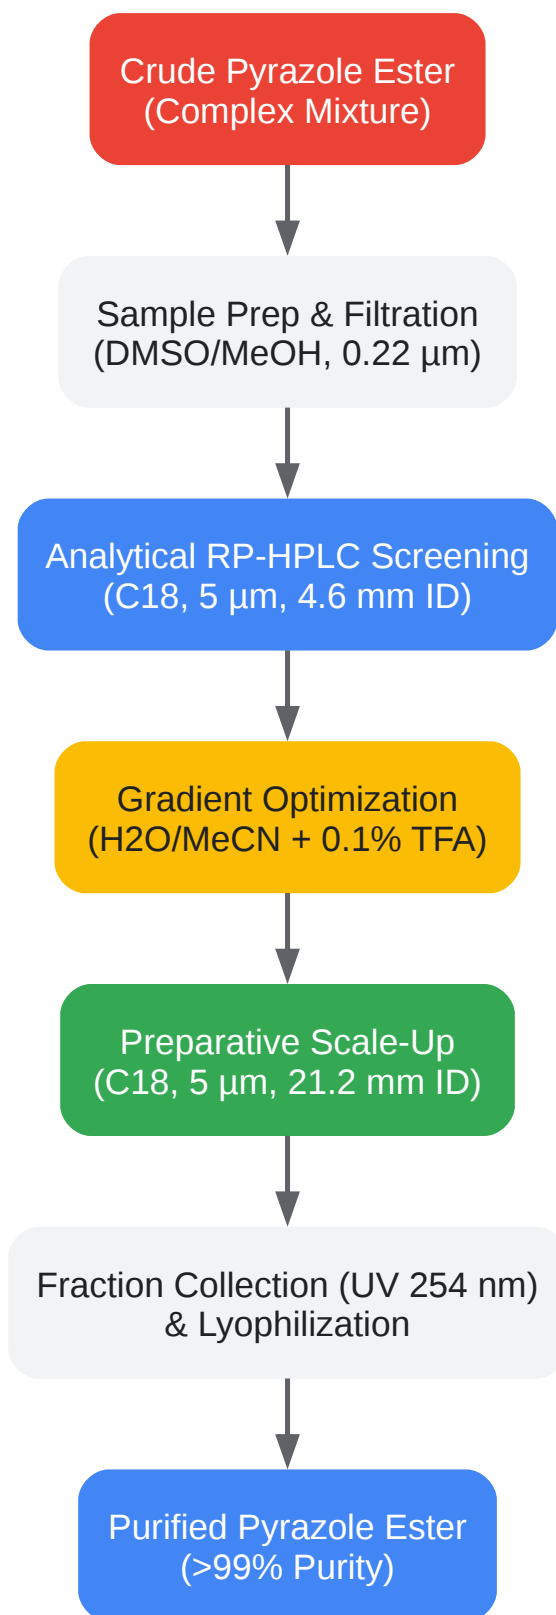 Crude Pyrazole Ester
(Complex Mixture)
Sample Prep & Filtration
(DMSO/MeOH, 0.22 µm)
Analytical RP-HPLC Screening
(C18, 5 µm, 4.6 mm ID)
Gradient Optimization
(H2O/MeCN + 0.1% TFA)
Preparative Scale-Up
(C18, 5 µm, 21.2 mm ID)
Fraction Collection (UV 254 nm)
& Lyophilization
Purified Pyrazole Ester
(>99% Purity)